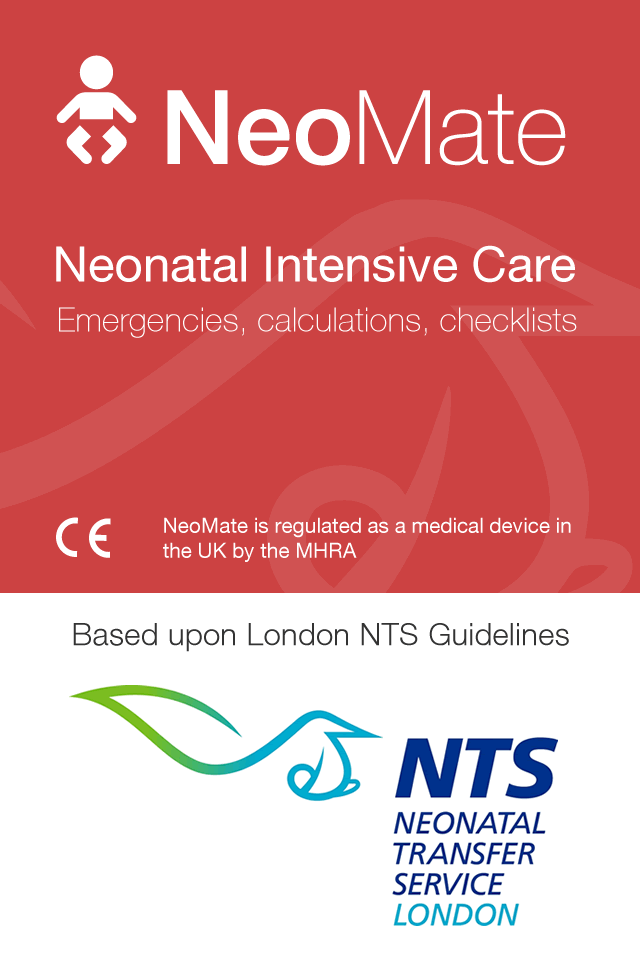 NeoMate
Neonatal Intensive Care
Emergencies, calculations, checklists
CE
NeoMate is regulated as a medical device in
the UK by the MHRA
Based upon London NTS Guidelines
NTS
NEONATAL
TRANSFER
SERVICE
LONDON